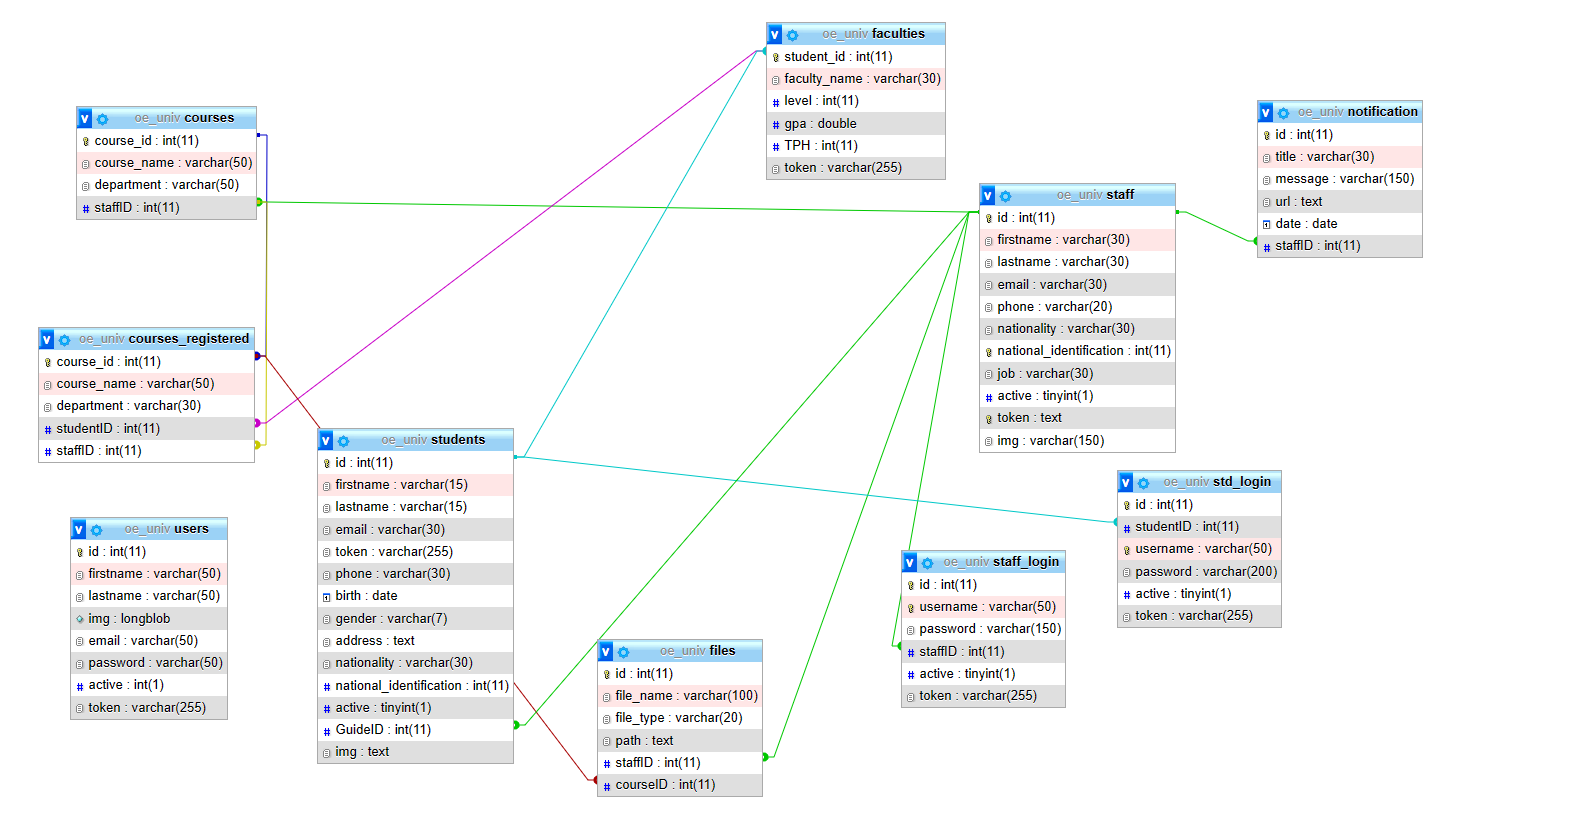 v oe_univ faculties
student_id : int(11)
faculty_name : varchar(30)
# level : int(11)
# gpa : double
# TPH : int(11)
token : varchar(255)
v oe_univ courses
course_id : int(11)
course_name : varchar(50)
department : varchar(50)
# staffID : int(11)
v oe_univ notification
id : int(11)
title : varchar(30)
message : varchar(150)
url : text
date : date
# staffID : int(11)
v oe_univ staff
id : int(11)
firstname : varchar(30)
lastname : varchar(30)
email : varchar(30)
phone : varchar(20)
nationality : varchar(30)
national_identification : int(11)
job : varchar(30)
# active : tinyint(1)
token : text
img : varchar(150)
v oe_univ courses_registered
course_id : int(11)
course_name : varchar(50)
department : varchar(30)
# studentID : int(11)
# staffID : int(11)
v oe_univ students
id : int(11)
firstname : varchar(15)
lastname : varchar(15)
email : varchar(30)
token : varchar(255)
phone : varchar(30)
birth : date
gender : varchar(7)
address : text
nationality : varchar(30)
# national_identification : int(11)
# active : tinyint(1)
# GuideID : int(11)
img : text
v oe_univ std_login
id : int(11)
# studentID : int(11)
username : varchar(50)
password : varchar(200)
# active : tinyint(1)
token : varchar(255)
v oe_univ users
id : int(11)
firstname : varchar(50)
lastname : varchar(50)
img : longblob
email : varchar(50)
password : varchar(50)
# active : int(1)
token : varchar(255)
v oe_univ staff_login
id : int(11)
username : varchar(50)
password : varchar(150)
# staffID : int(11)
# active : tinyint(1)
token : varchar(255)
v oe_univ files
id : int(11)
file_name : varchar(100)
file_type : varchar(20)
path : text
# staffID : int(11)
# courseID : int(11)